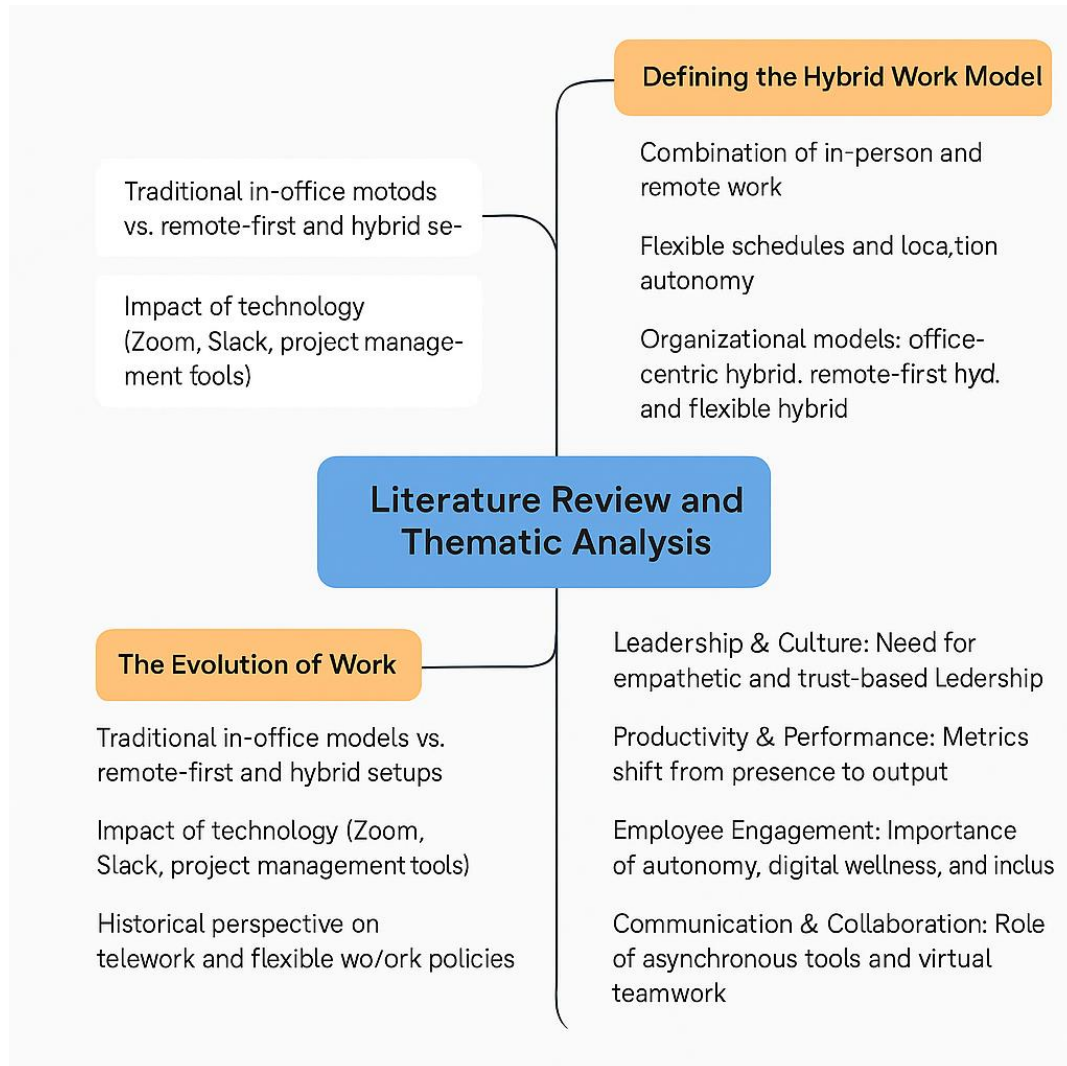 Defining the Hybrid Work Model
Combination of in-person and
remote work
Flexible schedules and loca,tion
autonomy
Organizational models: office-
centric hybrid. remote-first hyd.
and flexible hybrid
Traditional in-office motods
vs. remote-first and hybrid se-
Impact of technology
(Zoom, Slack, project manage-
ment tools)
Literature Review and
Thematic Analysis
The Evolution of Work
Traditional in-office models vs.
remote-first and hybrid setups
Impact of technology (Zoom,
Slack, project management tools)
Historical perspective on
telework and flexible wo/ork policies
Leadership & Culture: Need for
empathetic and trust-based Ledership
Productivity & Performance: Metrics
shift from presence to output
Employee Engagement: Importance
of autonomy, digital wellness, and inclus
Communication & Collaboration: Role
of asynchronous tools and virtual
teamwork